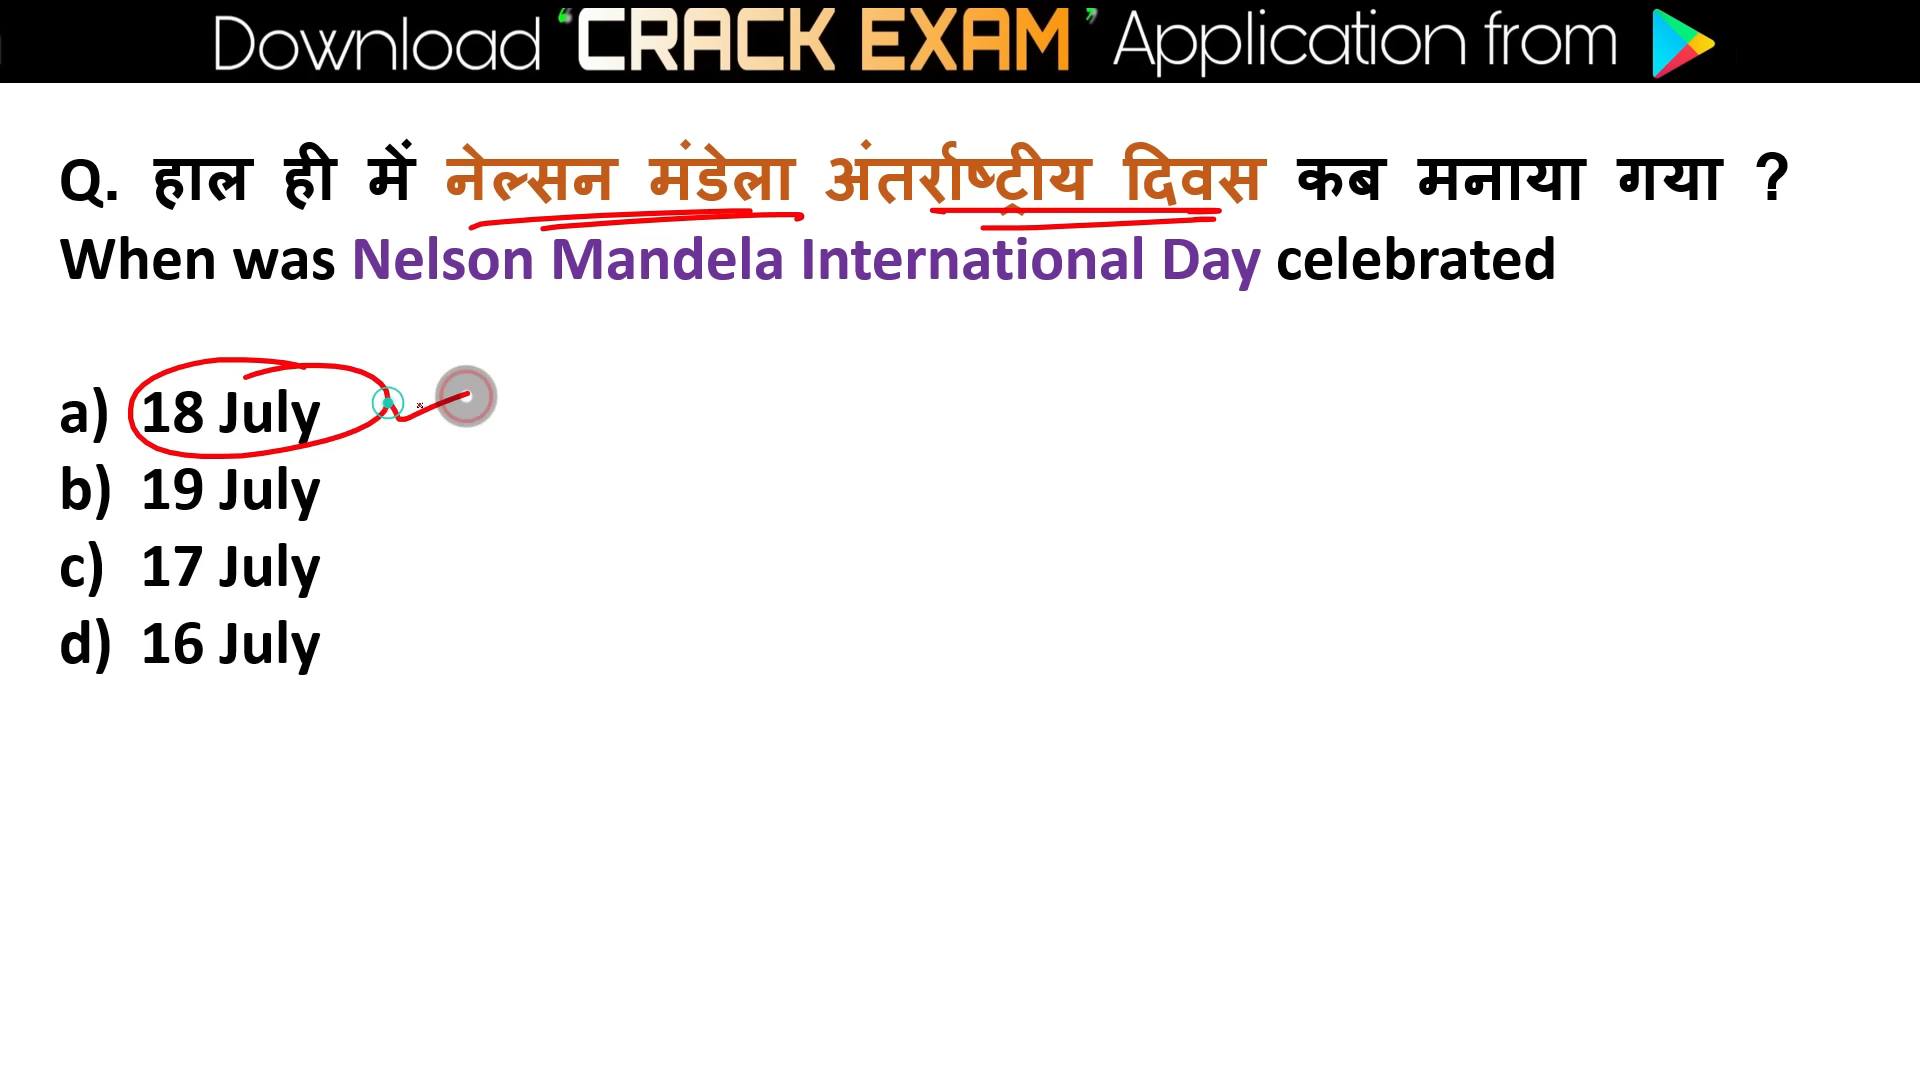 Download ‘CRACK EXAM’ Application from
Q. हाल ही में नेल्सन मंडेला अंतर्राष्ट्रीय दिवस कब मनाया गया ?
When was Nelson Mandela International Day celebrated
a) 18 July
b) 19 July
c) 17 July
d) 16 July